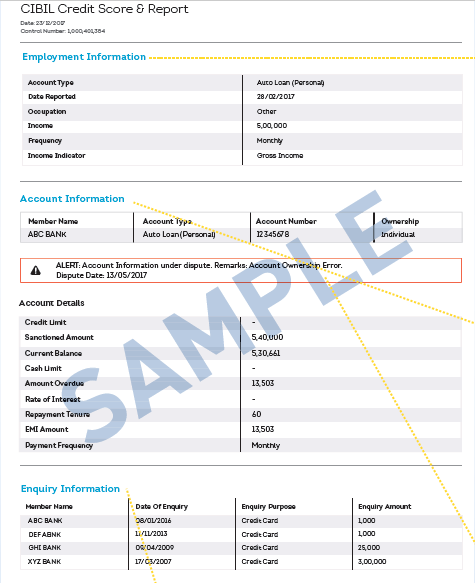 CIBIL Credit Score & Report
Date: 23/12/2017
Control Number: 1,000,401,384
Employment Information
Account Type Auto Loan (Personal)
Date Reported 28/02/2017
Occupation Other
Income 5,00,000
Frequency Monthly
Income Indicator Gross Income
Account Information
Member Name Account Type Account Number Ownership
ABC BANK Auto Loan (Personal) 12345678 Individual
ALERT: Account Information under dispute. Remarks: Account Ownership Error.
Dispute Date: 13/05/2017
Account Details
Credit Limit -
Sanctioned Amount 5,40,000
Current Balance 5,30,661
Cash Limit -
Amount Overdue 13,503
Rate of Interest -
Repayment Tenure 60
EMI Amount 13,503
Payment Frequency Monthly
SAMPLE
Enquiry Information
Member Name Date Of Enquiry Enquiry Purpose Enquiry Amount
ABC BANK 08/01/2016 Credit Card 1,000
DEF ABNK 11/11/2013 Credit Card 1,000
GHI BANK 09/04/2009 Credit Card 25,000
XYZ BANK 17/03/2007 Credit Card 3,00,000